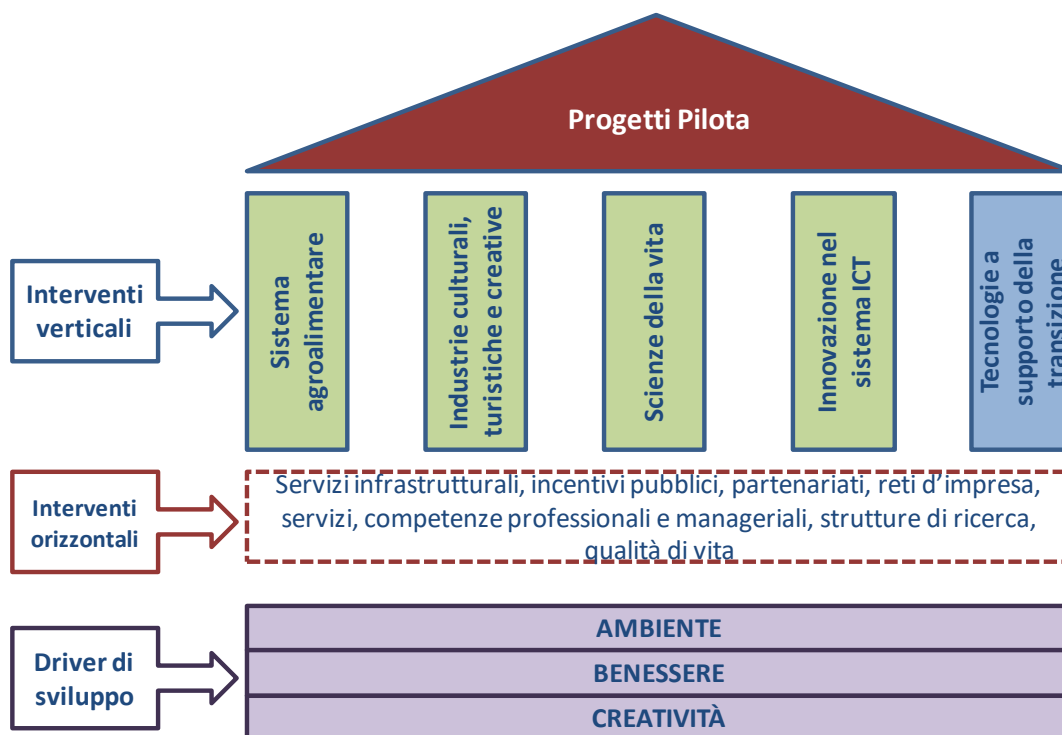 Progetti Pilota
Interventi
verticali
Sistema
agroalimentare
Industrie culturali,
turistiche e creative
Scienze della vita
Innovazione nel
sistema ICT
Tecnologie a
supporto della
transizione
Interventi
orizzontali
Servizi infrastrutturali, incentivi pubblici, partenariati, reti d’impresa,
servizi, competenze professionali e manageriali, strutture di ricerca,
qualità di vita
Driver di
sviluppo
AMBIENTE
BENESSERE
CREATIVITÀ